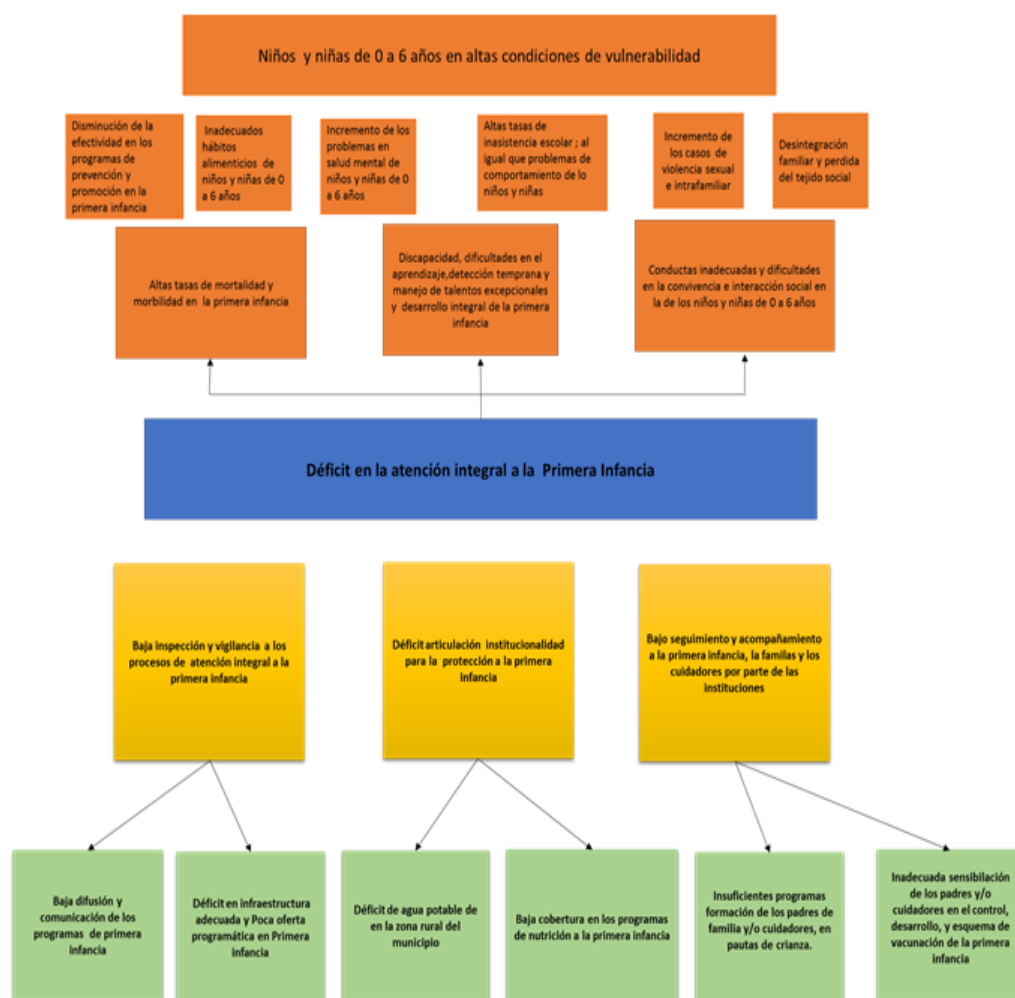 Niños y niñas de 0 a 6 años en altas condiciones de vulnerabilidad
Disminución de la
efectividad en los
programas de
prevención y
promoción en la
primera infancia
Inadecuados
hábitos
alimenticios de
niños y niñas de 0
a 6 años
Incremento de los
problemas en
salud mental de
niños y niñas de 0
a 6 años
Altas tasas de
inasistencia escolar ; al
igual que problemas de
comportamiento de lo
niños y niñas
Incremento de
los casos de
violencia sexual
e intrafamiliar
Desintegración
familiar y perdida
del tejido social
Altas tasas de mortalidad y
morbilidad en la primera infancia
Discapacidad, dificultades en el
aprendizaje,detección temprana y
manejo de talentos excepcionales
y desarrollo integral de la primera
infancia
Conductas inadecuadas y dificultades
en la convivencia e interacción social en
la de los niños y niñas de 0 a 6 años
Déficit en la atención integral a la Primera Infancia
Baja inspección y vigilancia a los
procesos de atención integral a la
primera infancia
Déficit articulación institucionalidad
para la protección a la primera
infancia
Bajo seguimiento y acompañamiento
a la primera infancia, la familas y los
cuidadores por parte de las
instituciones
Baja difusión y
comunicación de los
programas de primera
infancia
Déficit en infraestructura
adecuada y Poca oferta
programática en Primera
infancia
Déficit de agua potable de
en la zona rural del
municipio
Baja cobertura en los programas
de nutrición a la primera infancia
Insuficientes programas
formación de los padres de
familia y/o cuidadores, en
pautas de crianza.
Inadecuada sensibilación
de los padres y/o
cuidadores en el control,
desarrollo, y esquema de
vacunación de la primera
infancia